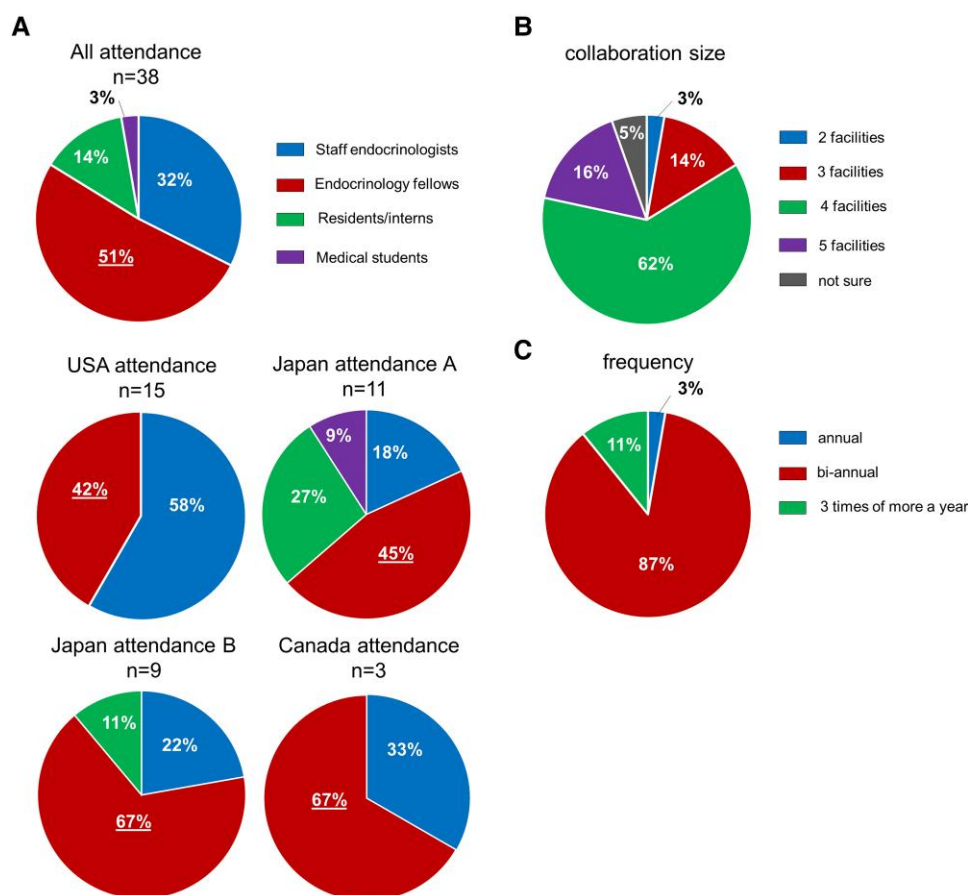 A
All attendance
n=38
3%
14%
32%
51%
Staff endocrinologists
Endocrinology fellows
Residents/interns
Medical students
USA attendance
n=15
42%
58%
Japan attendance A
n=11
9%
18%
27%
45%
Japan attendance B
n=9
11%
22%
67%
Canada attendance
n=3
33%
67%
B
collaboration size
3%
5%
14%
16%
62%
2 facilities
3 facilities
4 facilities
5 facilities
not sure
C
frequency
3%
11%
87%
annual
bi-annual
3 times of more a year